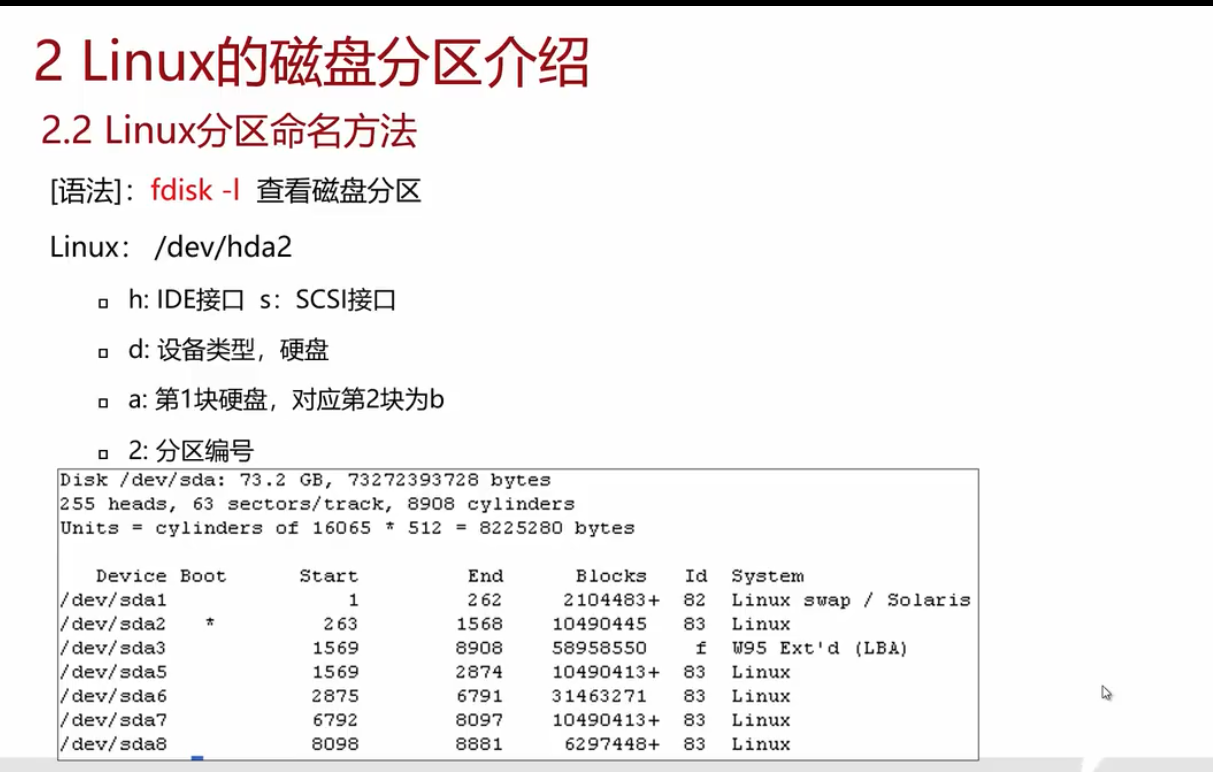 2 Linux的磁盘分区介绍
2.2 Linux分区命名方法
[语法]：fdisk -l 查看磁盘分区
Linux： /dev/hda2
h: IDE接口 s：SCSI接口
d: 设备类型，硬盘
a: 第1块硬盘，对应第2块为b
2: 分区编号
Disk /dev/sda: 73.2 GB, 73272393728 bytes
255 heads, 63 sectors/track, 8908 cylinders
Units = cylinders of 16065 * 512 = 8225280 bytes
Device Boot Start End Blocks Id System
/dev/sda1 1 262 2104483+ 82 Linux swap / Solaris
/dev/sda2 * 263 1568 10490445 83 Linux
/dev/sda3 1569 8908 58958550 f W95 Ext'd (LBA)
/dev/sda5 1569 2874 10490413+ 83 Linux
/dev/sda6 2875 6791 31463271 83 Linux
/dev/sda7 6792 8097 10490413+ 83 Linux
/dev/sda8 8098 8881 6297448+ 83 Linux